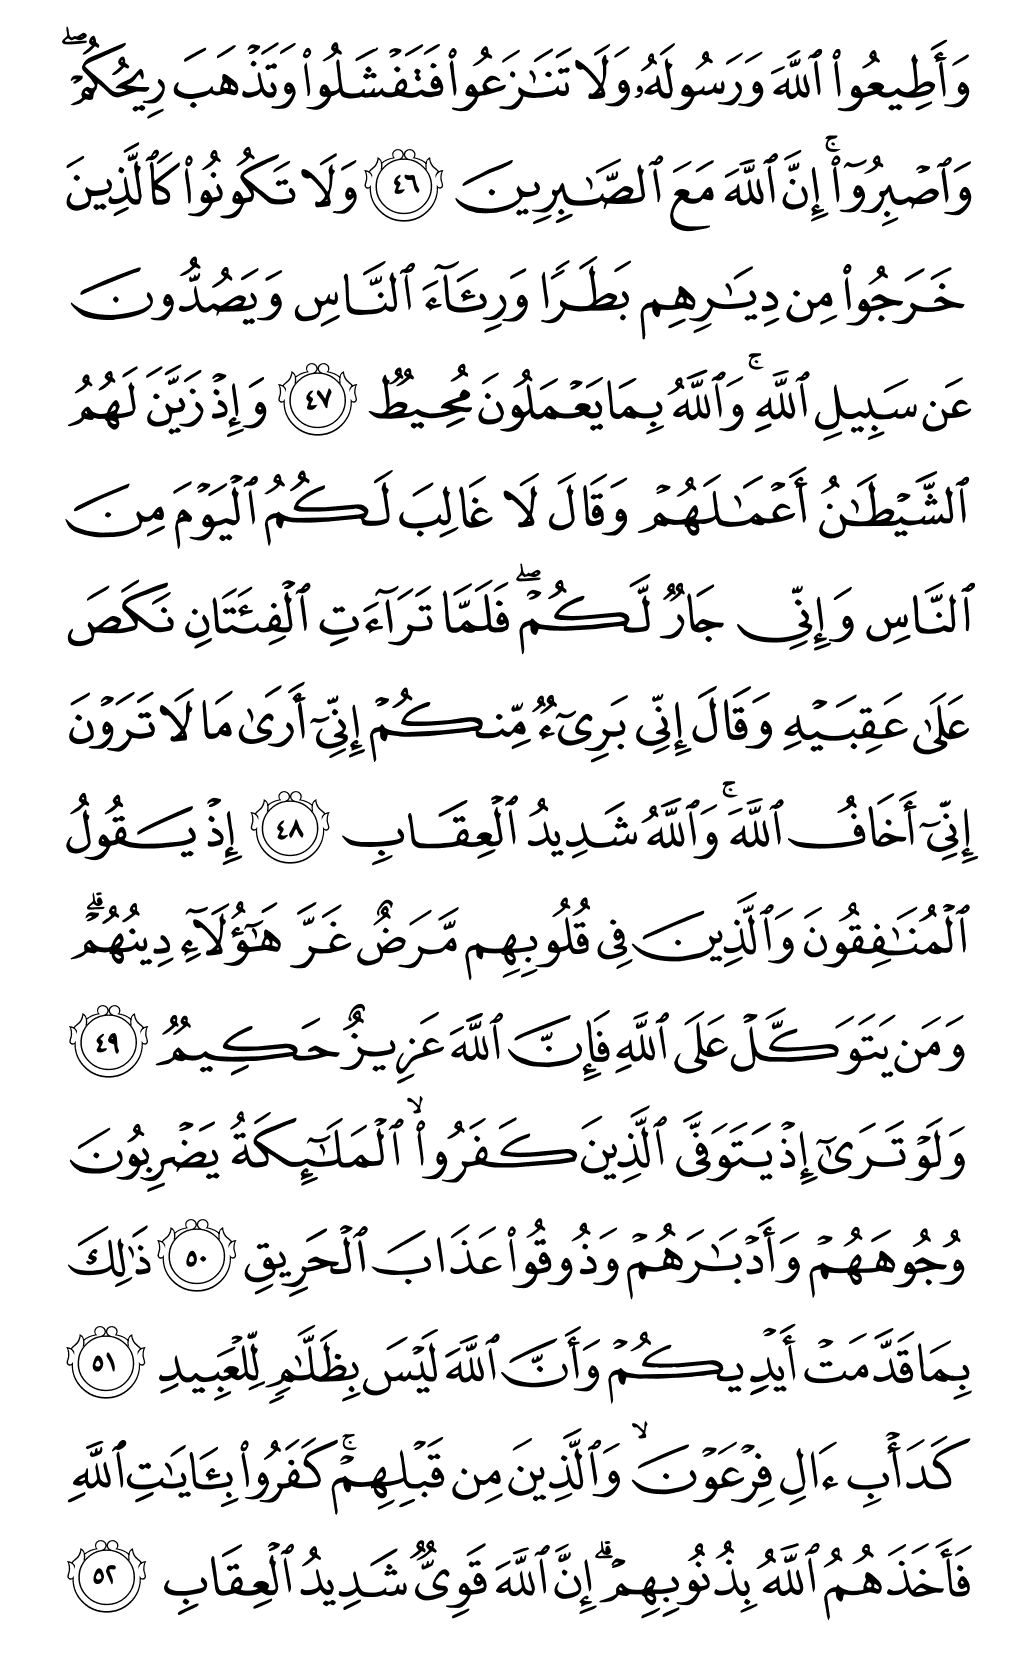 وَأَطِيعُواْ ٱللَّهَ وَرَسُولَهُۥ وَلَا تَنَٰزَعُواْ فَتَفۡشَلُواْ وَتَذۡهَبَ رِيحُكُمۡۖ
وَٱصۡبِرُوٓاْۚ إِنَّ ٱللَّهَ مَعَ ٱلصَّٰبِرِينَ ٤٦ وَلَا تَكُونُواْ كَٱلَّذِينَ
خَرَجُواْ مِن دِيَٰرِهِم بَطَرٗا وَرِئَآءَ ٱلنَّاسِ وَيَصُدُّونَ
عَن سَبِيلِ ٱللَّهِۚ وَٱللَّهُ بِمَا يَعۡمَلُونَ مُحِيطٞ ٤٧ وَإِذۡ زَيَّنَ لَهُمُ
ٱلشَّيۡطَٰنُ أَعۡمَٰلَهُمۡ وَقَالَ لَا غَالِبَ لَكُمُ ٱلۡيَوۡمَ مِنَ
ٱلنَّاسِ وَإِنِّي جَارٞ لَّكُمۡۖ فَلَمَّا تَرَآءَتِ ٱلۡفِئَتَانِ نَكَصَ
عَلَىٰ عَقِبَيۡهِ وَقَالَ إِنِّي بَرِيٓءٞ مِّنكُمۡ إِنِّيٓ أَرَىٰ مَا لَا تَرَوۡنَ
إِنِّيٓ أَخَافُ ٱللَّهَۚ وَٱللَّهُ شَدِيدُ ٱلۡعِقَابِ ٤٨ إِذۡ يَقُولُ
ٱلۡمُنَٰفِقُونَ وَٱلَّذِينَ فِي قُلُوبِهِم مَّرَضٌ غَرَّ هَٰٓؤُلَآءِ دِينُهُمۡۗ
وَمَن يَتَوَكَّلۡ عَلَى ٱللَّهِ فَإِنَّ ٱللَّهَ عَزِيزٌ حَكِيمٞ ٤٩
وَلَوۡ تَرَىٰٓ إِذۡ يَتَوَفَّى ٱلَّذِينَ كَفَرُواْۙ ٱلۡمَلَٰٓئِكَةُ يَضۡرِبُونَ
وُجُوهَهُمۡ وَأَدۡبَٰرَهُمۡ وَذُوقُواْ عَذَابَ ٱلۡحَرِيقِ ٥٠ ذَٰلِكَ
بِمَا قَدَّمَتۡ أَيۡدِيكُمۡ وَأَنَّ ٱللَّهَ لَيۡسَ بِظَلَّٰمٖ لِّلۡعَبِيدِ ٥١
كَدَأۡبِ ءَالِ فِرۡعَوۡنَۙ وَٱلَّذِينَ مِن قَبۡلِهِمۡۚ كَفَرُواْ بِـَٔايَٰتِ ٱللَّهِ
فَأَخَذَهُمُ ٱللَّهُ بِذُنُوبِهِمۡۗ إِنَّ ٱللَّهَ قَوِيّٞ شَدِيدُ ٱلۡعِقَابِ ٥٢